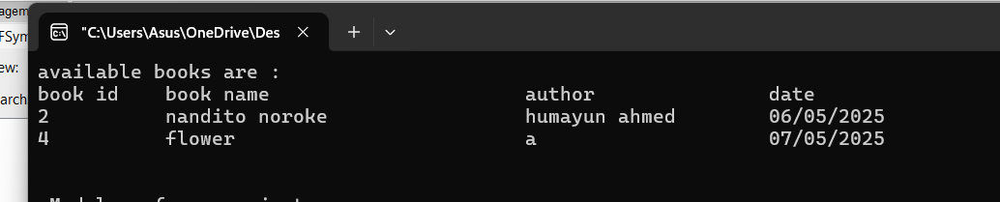 agem
"C:\Users\Asus\OneDrive\Des
FSym
ew:
arch
available books are :
book id book name author date
2 nandito noroke humayun ahmed 06/05/2025
4 flower a 07/05/2025